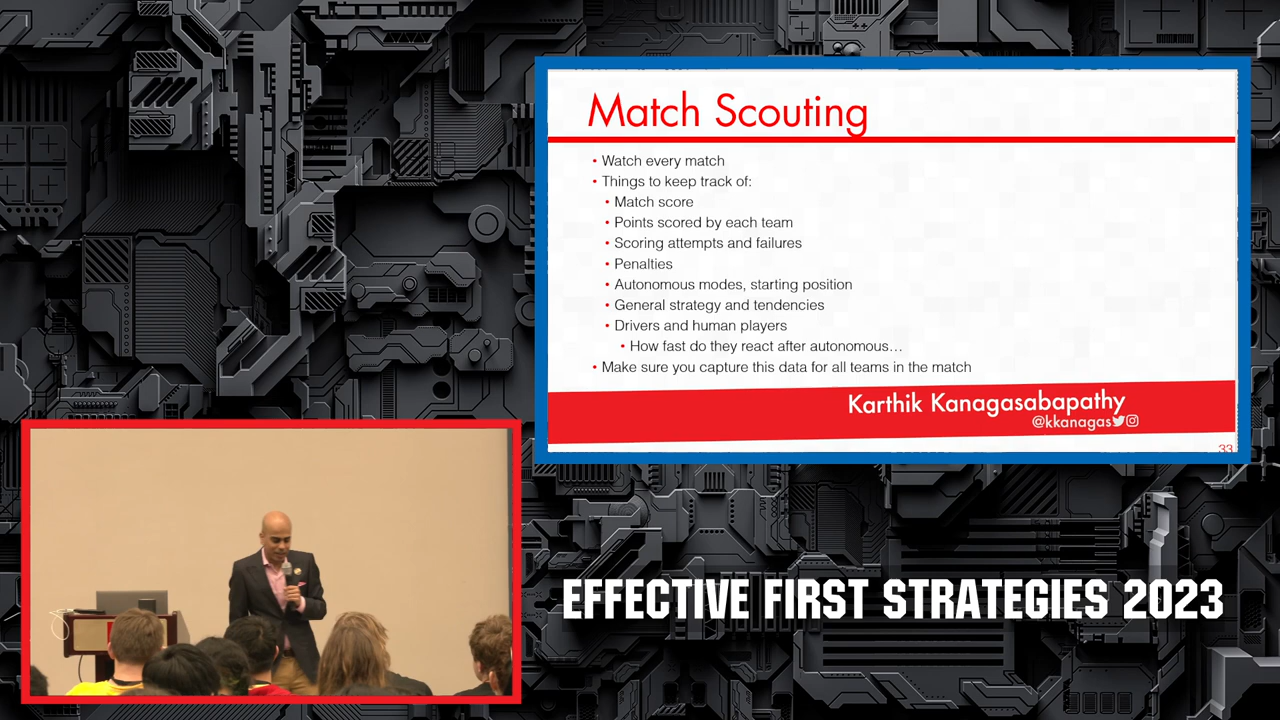 Match Scouting
• Watch every match
• Things to keep track of:
• Match score
• Points scored by each team
• Scoring attempts and failures
• Penalties
• Autonomous modes, starting position
• General strategy and tendencies
• Drivers and human players
• How fast do they react after autonomous…
• Make sure you capture this data for all teams in the match
Karthik Kanagasabapathy
@kkanagas
33
EFFECTIVE FIRST STRATEGIES 2023